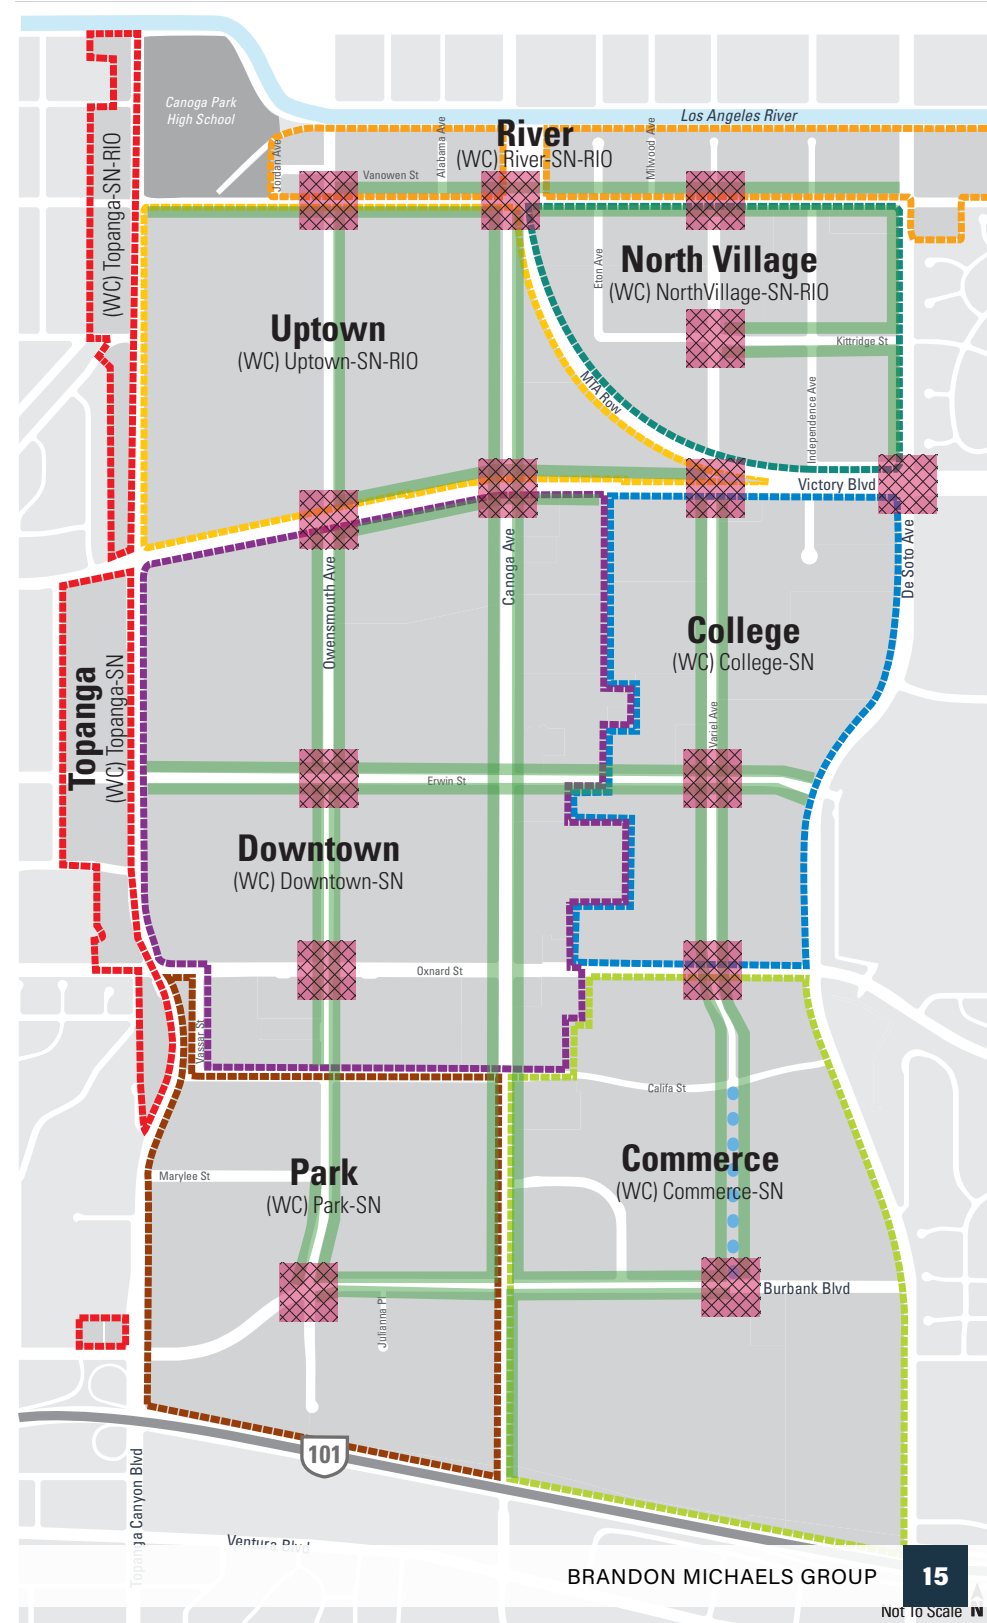 Canoga Park
High School
Los Angeles River
River
(WC) River-SN-RIO
Jordan Ave
Alabama Ave
Milwood Ave
Vanowen St
(WC) Topanga-SN-RIO
North Village
(WC) NorthVillage-SN-RIO
Eton Ave
Uptown
(WC) Uptown-SN-RIO
Kittridge St
MTA Row
Independence Ave
Victory Blvd
De Soto Ave
Owensmouth Ave
Canoga Ave
College
(WC) College-SN
Topanga
(WC) Topanga-SN
Variel Ave
Erwin St
Downtown
(WC) Downtown-SN
Oxnard St
Vassar St
Califa St
Commerce
(WC) Commerce-SN
Park
(WC) Park-SN
Marylee St
Burbank Blvd
Julianna Pl
101
Topanga Canyon Blvd
Ventura Blvd
BRANDON MICHAELS GROUP
15
Not To Scale N